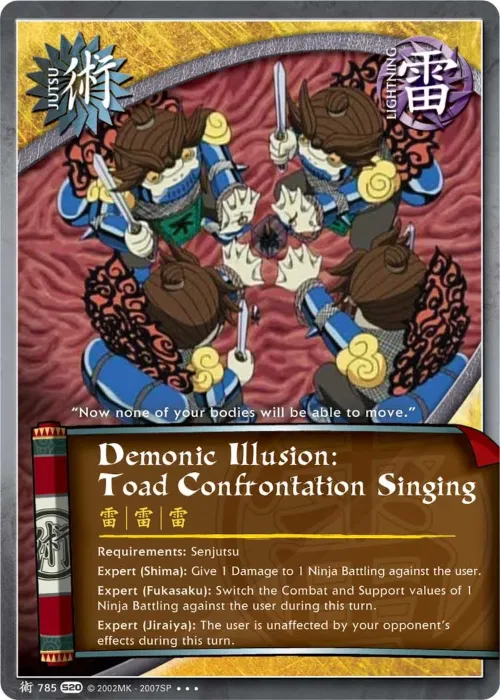 JUTSU
術
LIGHTNING
雷
"Now none of your bodies will be able to move."
Demonic Illusion:
Toad Confrontation Singing
雷|雷|雷
術
Requirements: Senjutsu
Expert (Shima): Give 1 Damage to 1 Ninja Battling against the user.
Expert (Fukasaku): Switch the Combat and Support values of 1
Ninja Battling against the user during this turn.
Expert (Jiraiya): The user is unaffected by your opponent's
effects during this turn.
術 785 S20 © 2002MK · 2007SP •••